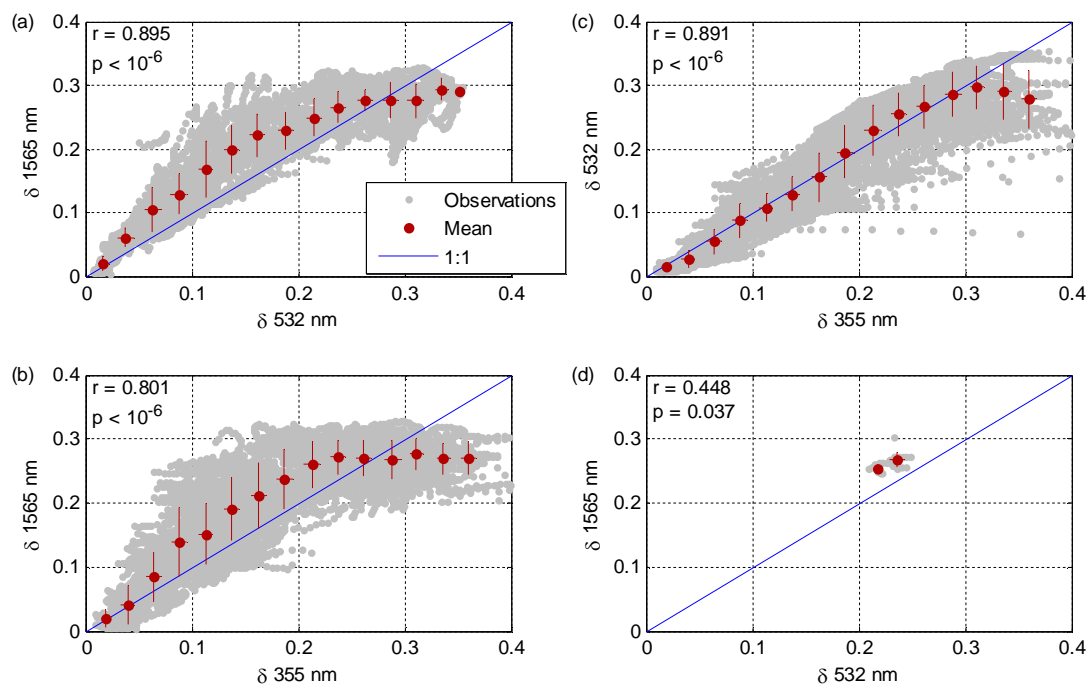 (a)
r = 0.895
p < 10⁻⁶
0.4
0.3
0.2
0.1
0
δ 1565 nm
0 0.1 0.2 0.3 0.4
δ 532 nm
Observations
Mean
1:1
(c)
r = 0.891
p < 10⁻⁶
0.4
0.3
0.2
0.1
0
δ 532 nm
0 0.1 0.2 0.3 0.4
δ 355 nm
(b)
r = 0.801
p < 10⁻⁶
0.4
0.3
0.2
0.1
0
δ 1565 nm
0 0.1 0.2 0.3 0.4
δ 355 nm
(d)
r = 0.448
p = 0.037
0.4
0.3
0.2
0.1
0
δ 1565 nm
0 0.1 0.2 0.3 0.4
δ 532 nm